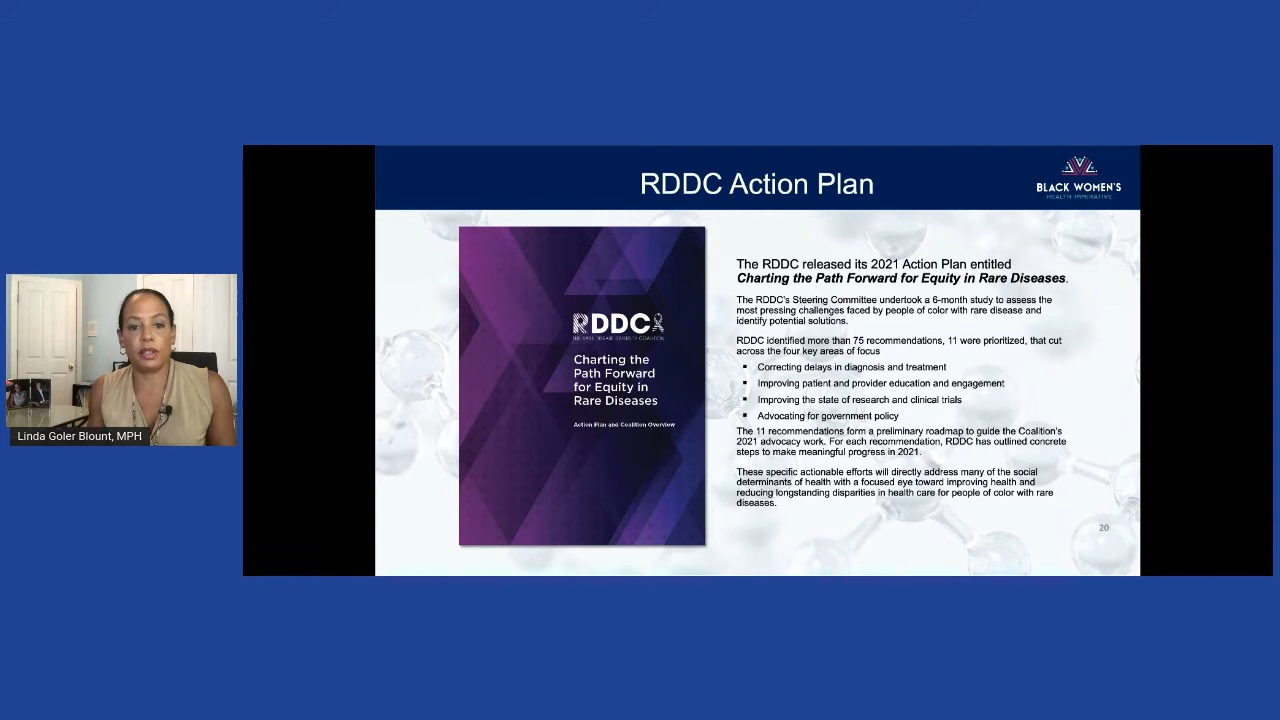 RDDC Action Plan
BLACK WOMEN'S
HEALTH IMPERATIVE
RDDC
THE RARE DISEASE DIVERSITY COALITION
Charting the
Path Forward
for Equity in
Rare Diseases
Action Plan and Coalition Overview
The RDDC released its 2021 Action Plan entitled
Charting the Path Forward for Equity in Rare Diseases.
The RDDC's Steering Committee undertook a 6-month study to assess the
most pressing challenges faced by people of color with rare disease and
identify potential solutions.
RDDC identified more than 75 recommendations, 11 were prioritized, that cut
across the four key areas of focus
▪ Correcting delays in diagnosis and treatment
▪ Improving patient and provider education and engagement
▪ Improving the state of research and clinical trials
▪ Advocating for government policy
The 11 recommendations form a preliminary roadmap to guide the Coalition's
2021 advocacy work. For each recommendation, RDDC has outlined concrete
steps to make meaningful progress in 2021.
These specific actionable efforts will directly address many of the social
determinants of health with a focused eye toward improving health and
reducing longstanding disparities in health care for people of color with rare
diseases.
20
Linda Goler Blount, MPH